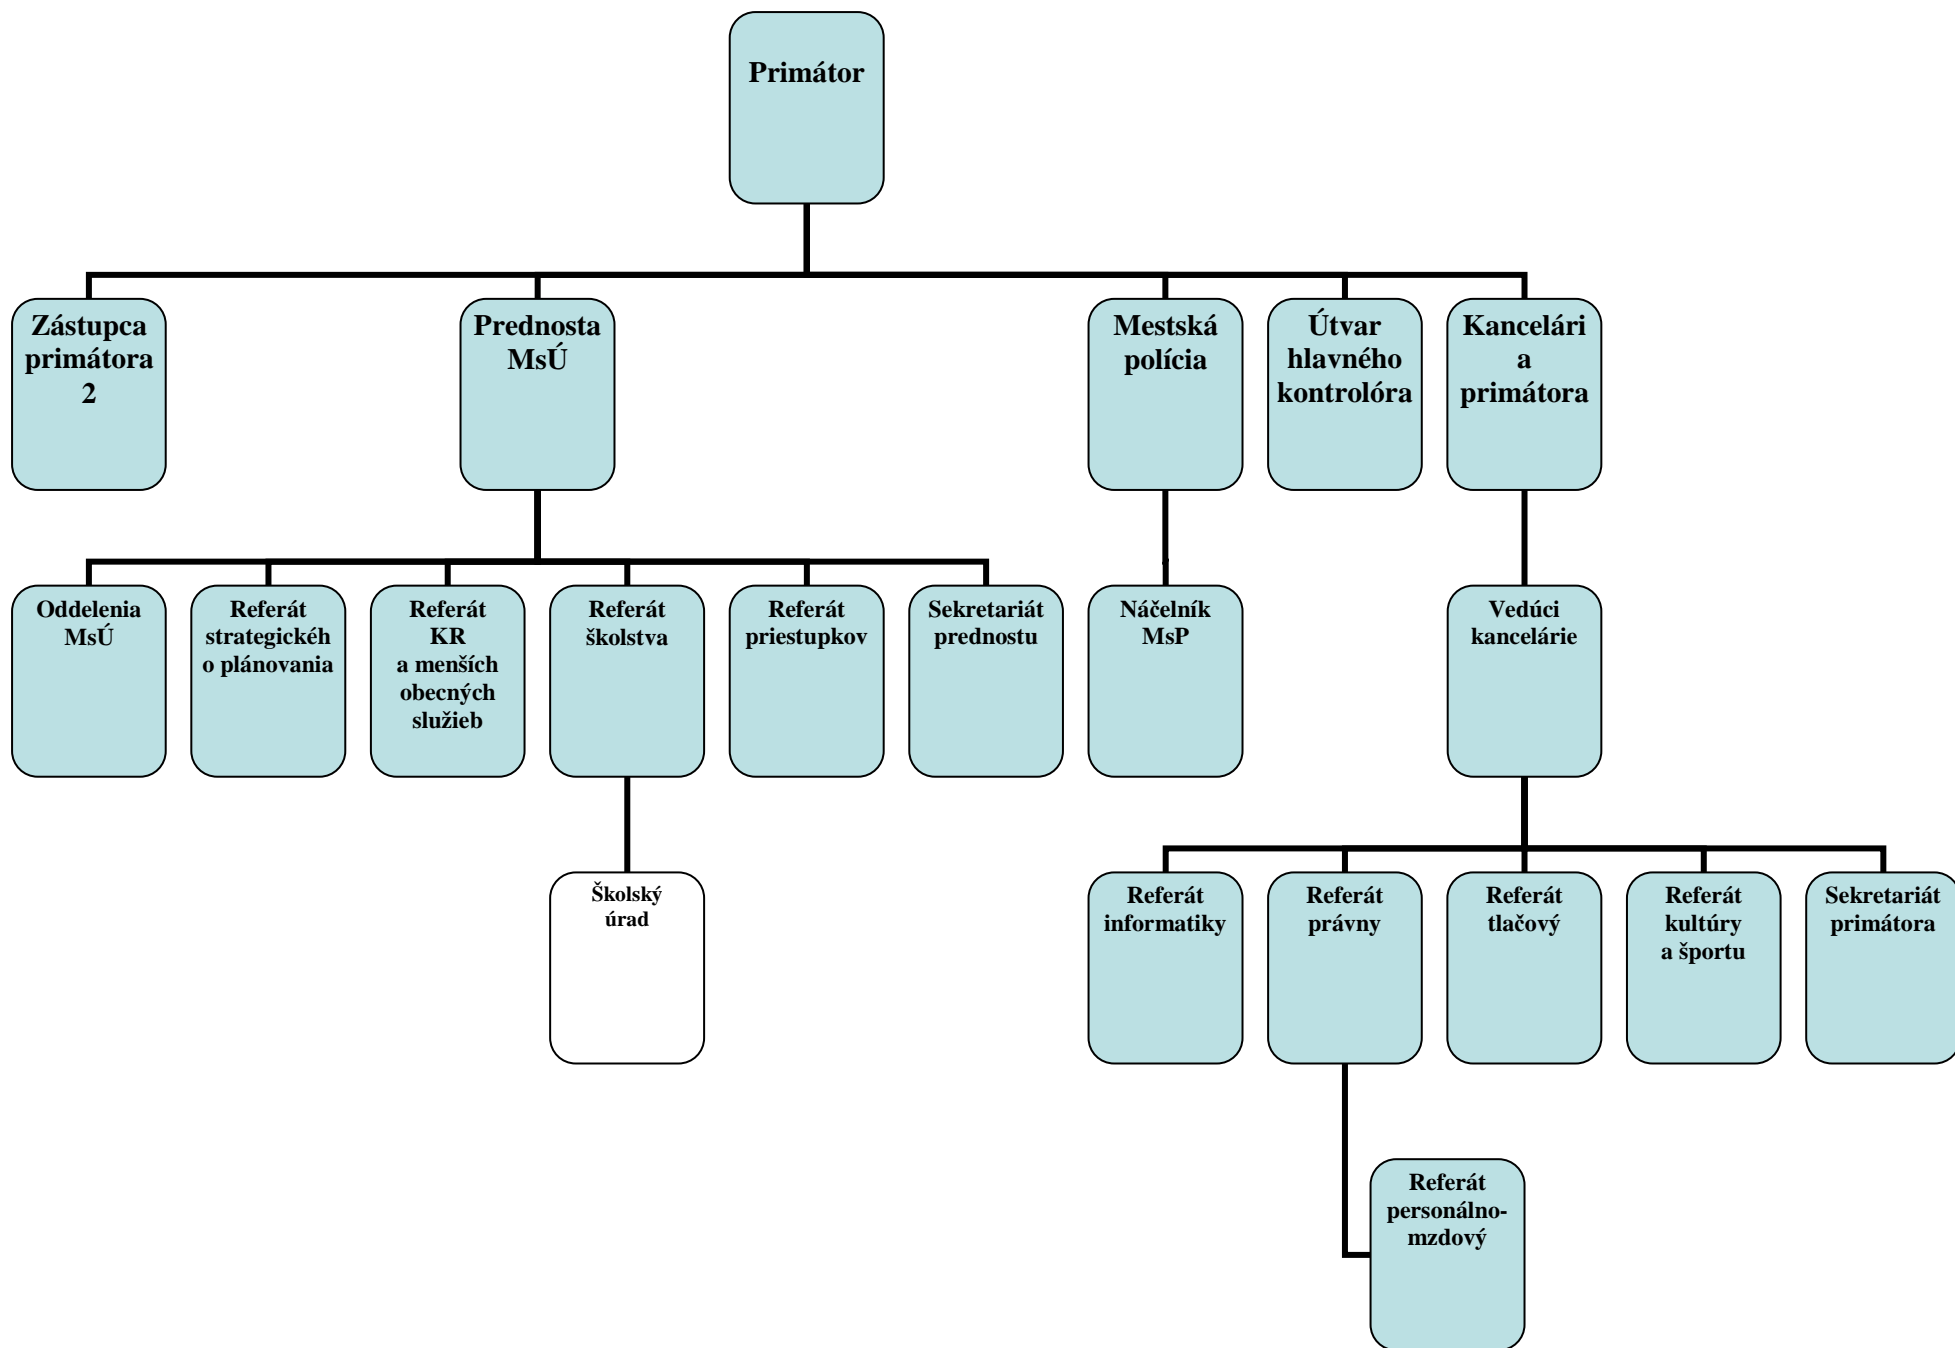 Primátor
Zástupca
primátora
2
Prednosta
MsÚ
Mestská
polícia
Útvar
hlavného
kontrolóra
Kancelári
a
primátora
Oddelenia
MsÚ
Referát
strategickéh
o plánovania
Referát
KR
a menších
obecných
služieb
Referát
školstva
Referát
priestupkov
Sekretariát
prednostu
Náčelník
MsP
Vedúci
kancelárie
Školský
úrad
Referát
informatiky
Referát
právny
Referát
tlačový
Referát
kultúry
a športu
Sekretariát
primátora
Referát
personálno-
mzdový